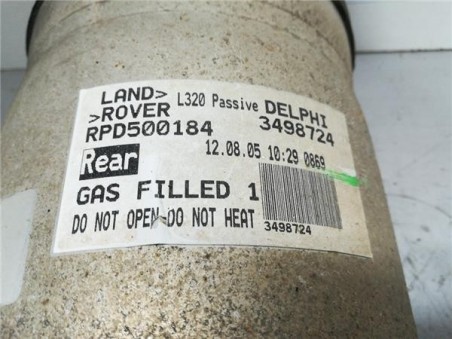 LAND> L320 Passive DELPHI
>ROVER 3498724
RPD500184 12.08.05 10:29 0869
Rear
GAS FILLED 1
DO NOT OPEN DO NOT HEAT 3498724